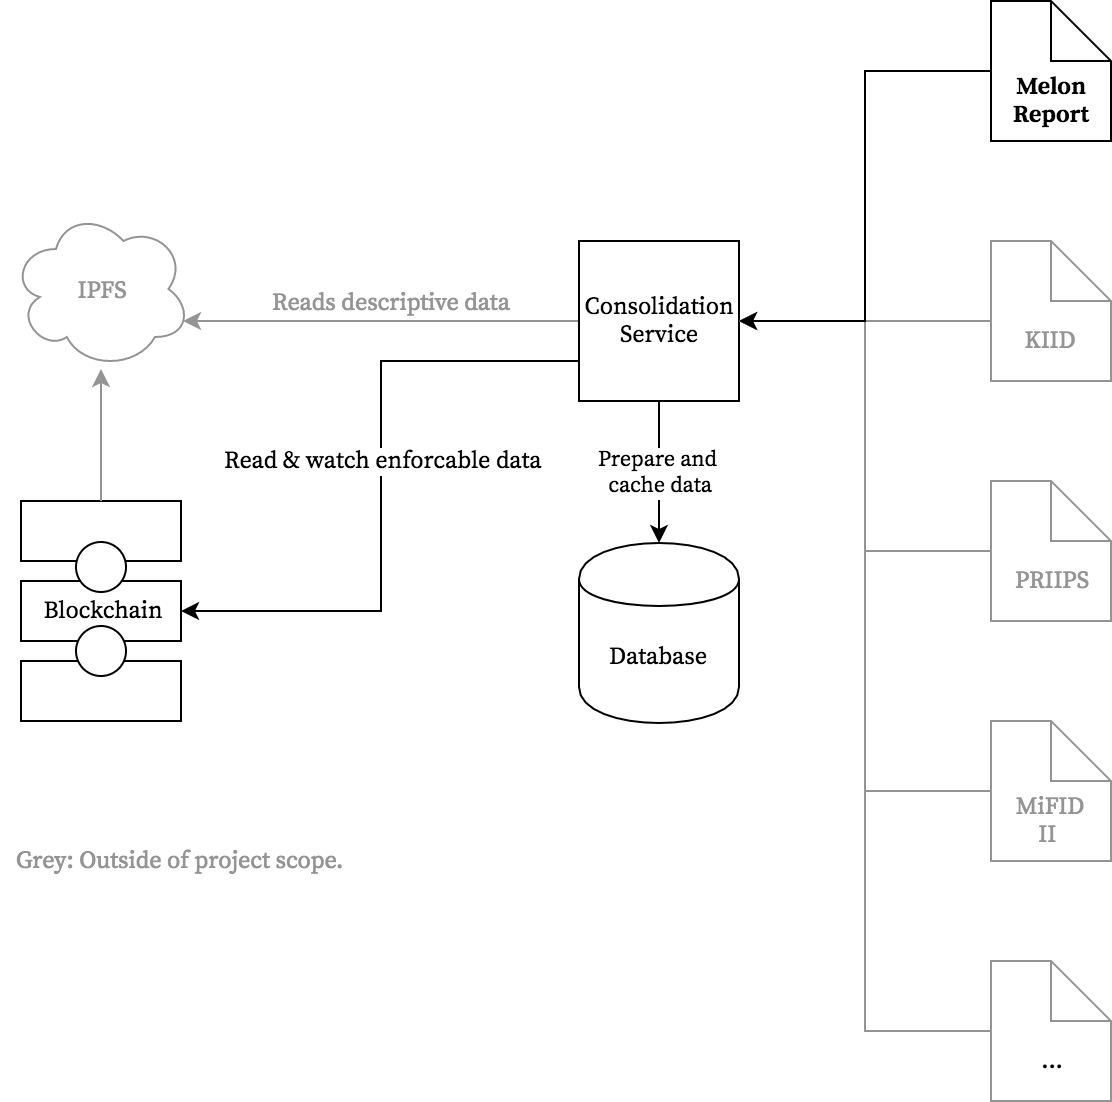 Melon
Report
IPFS
Reads descriptive data
Consolidation
Service
KIID
Read & watch enforcable data
Prepare and
cache data
PRIIPS
Blockchain
Database
MiFID
II
Grey: Outside of project scope.
...